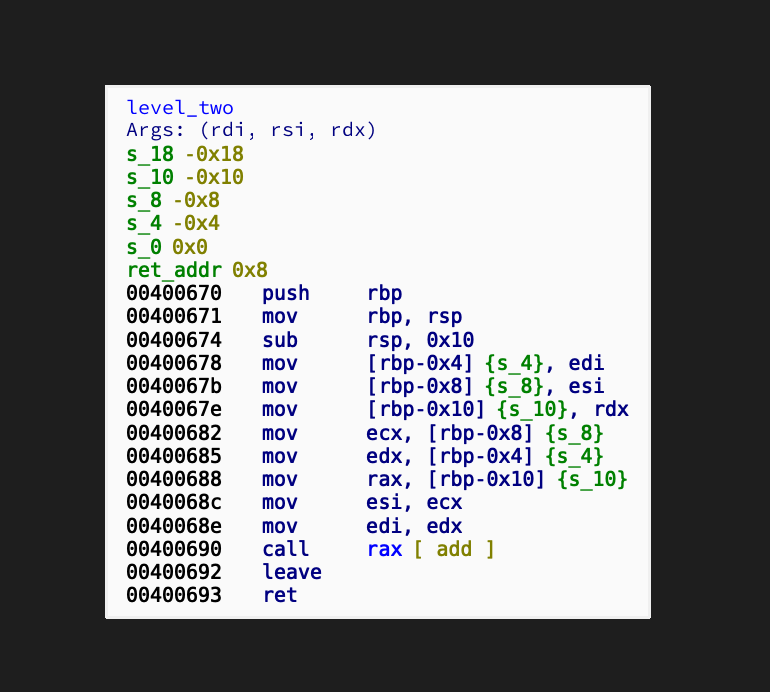 level_two
Args: (rdi, rsi, rdx)
s_18 -0x18
s_10 -0x10
s_8 -0x8
s_4 -0x4
s_0 0x0
ret_addr 0x8
00400670 push rbp
00400671 mov rbp, rsp
00400674 sub rsp, 0x10
00400678 mov [rbp-0x4] {s_4}, edi
0040067b mov [rbp-0x8] {s_8}, esi
0040067e mov [rbp-0x10] {s_10}, rdx
00400682 mov ecx, [rbp-0x8] {s_8}
00400685 mov edx, [rbp-0x4] {s_4}
00400688 mov rax, [rbp-0x10] {s_10}
0040068c mov esi, ecx
0040068e mov edi, edx
00400690 call rax [ add ]
00400692 leave
00400693 ret